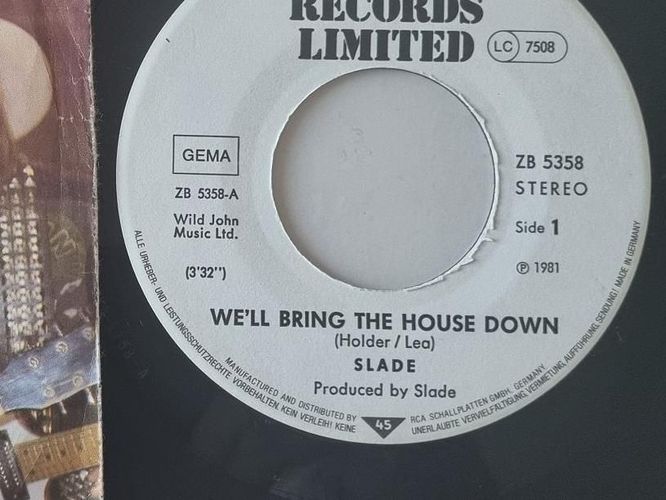 RECORDS
LIMITED
LC 7508
GEMA
ZB 5358-A
Wild John
Music Ltd.
(3'32")
ZB 5358
STEREO
Side 1
℗ 1981
WE'LL BRING THE HOUSE DOWN
(Holder / Lea)
SLADE
Produced by Slade
45
MANUFACTURED AND DISTRIBUTED BY
RCA SCHALLPLATTEN GMBH. GERMANY
ALLE URHEBER- UND LEISTUNGSSCHUTZRECHTE VORBEHALTEN. KEIN VERLEIH! KEINE UNERLAUBTE VERVIELFÄLTIGUNG, VERMIETUNG, AUFFÜHRUNG, SENDUNG! MADE IN GERMANY